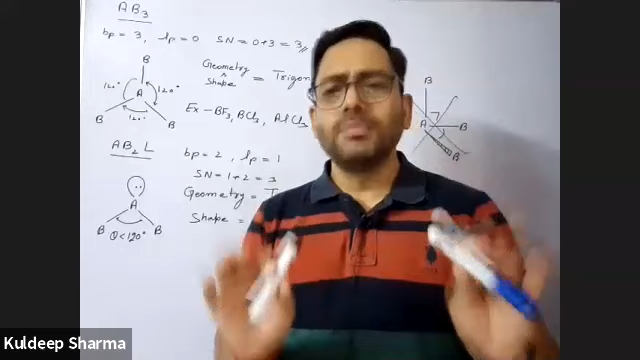 AB3
bp = 3, lp = 0 SN = 0+3 = 3
Geometry
Shape = Trigon
120° 120°
120°
B
A
B B
Ex - BF3, BCl3, AlCl3
AB2 L
bp = 2, lp = 1
SN = 1+2 = 3
Geometry = T
Shape =
A
B B
θ<120°
B
A B
B
Kuldeep Sharma